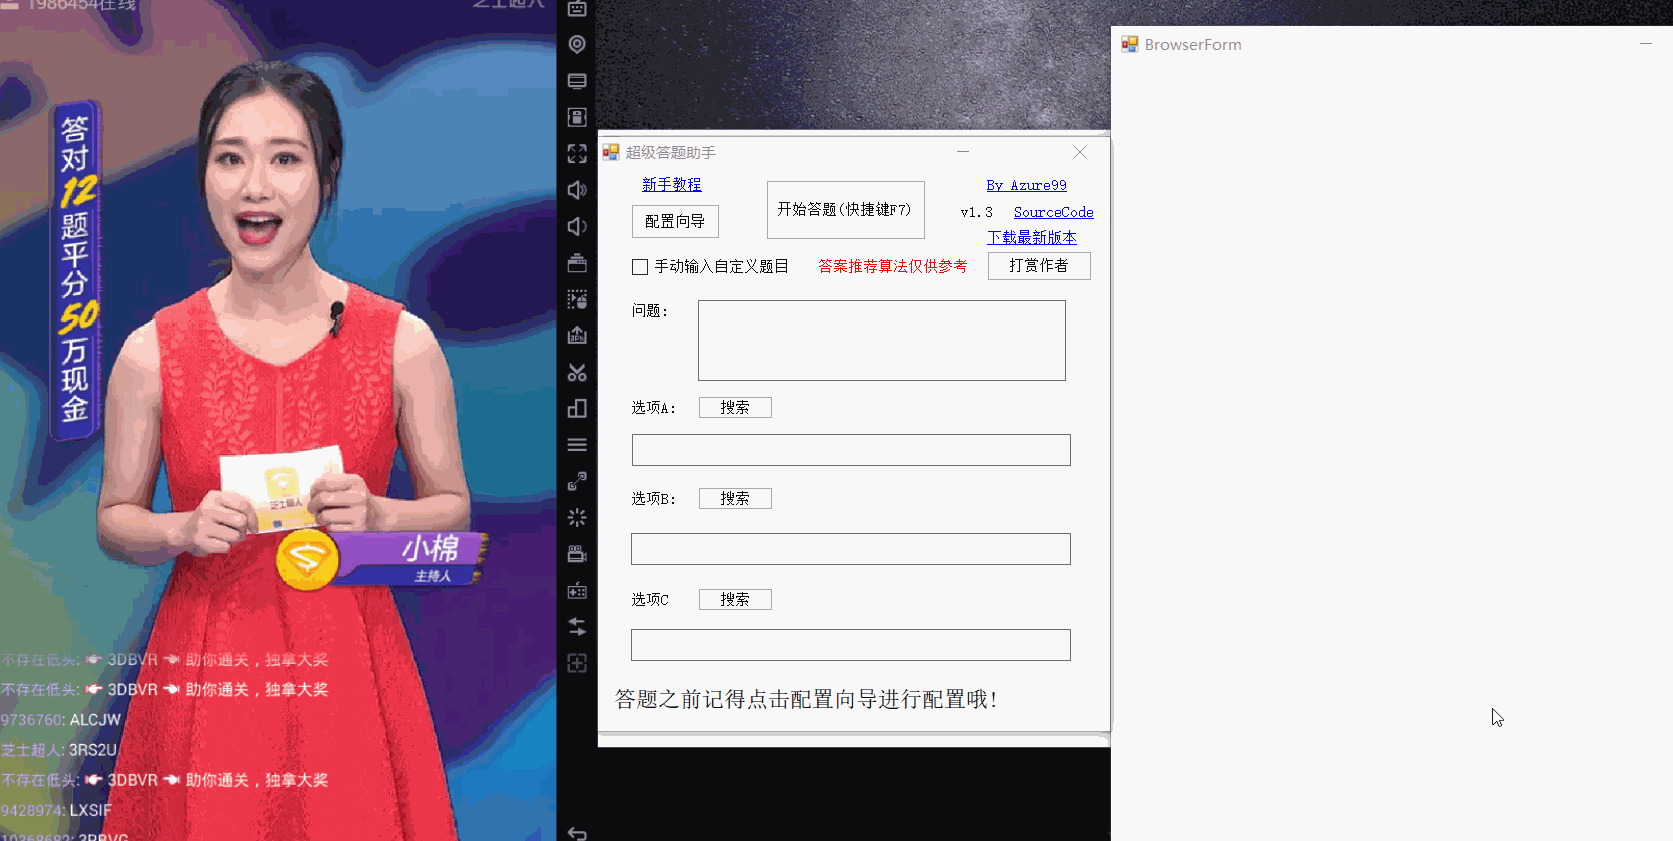 1986454在线
芝士超人
答对12题平分50万现金
芝士超人
小棉
主持人
不存在低头: 3DBVR 助你通关，独拿大奖
不存在低头: 3DBVR 助你通关，独拿大奖
9736760: ALCJW
芝士超人: 3RS2U
不存在低头: 3DBVR 助你通关，独拿大奖
9428974: LXSIF
超级答题助手
新手教程
配置向导
开始答题(快捷键F7)
By Azure99
v1.3 SourceCode
下载最新版本
手动输入自定义题目
答案推荐算法仅供参考
打赏作者
问题:
选项A: 搜索
选项B: 搜索
选项C 搜索
答题之前记得点击配置向导进行配置哦!
BrowserForm